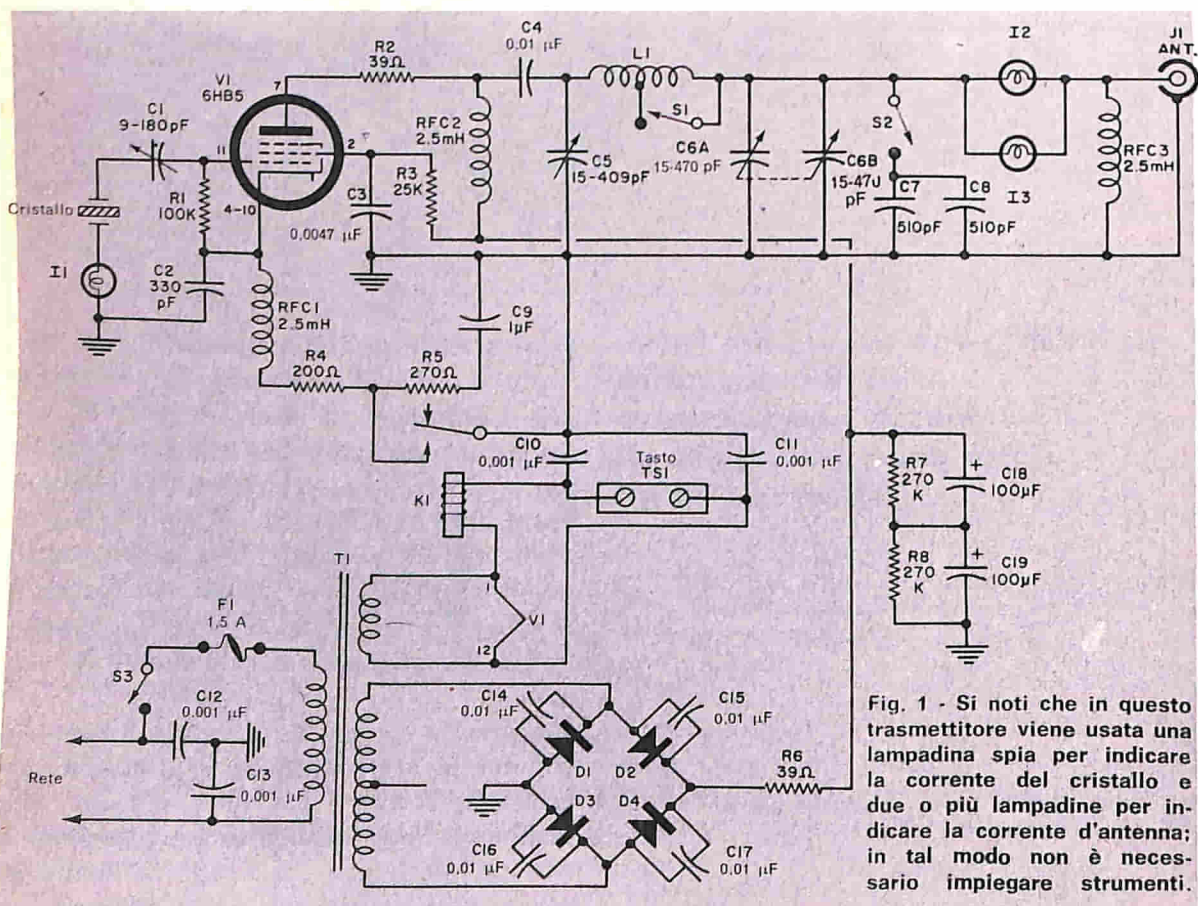 C4
0.01 µF
R2
39Ω
L1
I2
J1
ANT.
V1
6HB5
7
C1
9-180pF
11
2
RFC2
2.5mH
S1
S2
C5
15-409pF
C6A
15-470 pF
C6B
pF
R1
100K
R3
25K
C3
0,0047 µF
C7
510pF
C8
510pF
I3
RFC3
2.5mH
Cristallo
4-10
I1
C2
330
pF
RFC1
2.5mH
C9
1µF
R4
200Ω
R5
270Ω
C10
0,001 µF
Tasto
TS1
C11
0,001 µF
K1
R7
270
K
C18
100µF
R8
270
K
C19
100µF
T1
1
V1
12
F1
1,5 A
S3
C12
0.001 µF
C13
0,001 µF
Rete
C14
0.01 µF
C15
0.01 µF
D1
D2
D3
D4
R6
39Ω
C16
0.01 µF
C17
0.01 µF
Fig. 1 - Si noti che in questo
trasmettitore viene usata una
lampadina spia per indicare
la corrente del cristallo e
due o più lampadine per in-
dicare la corrente d'antenna;
in tal modo non è neces-
sario impiegare strumenti.